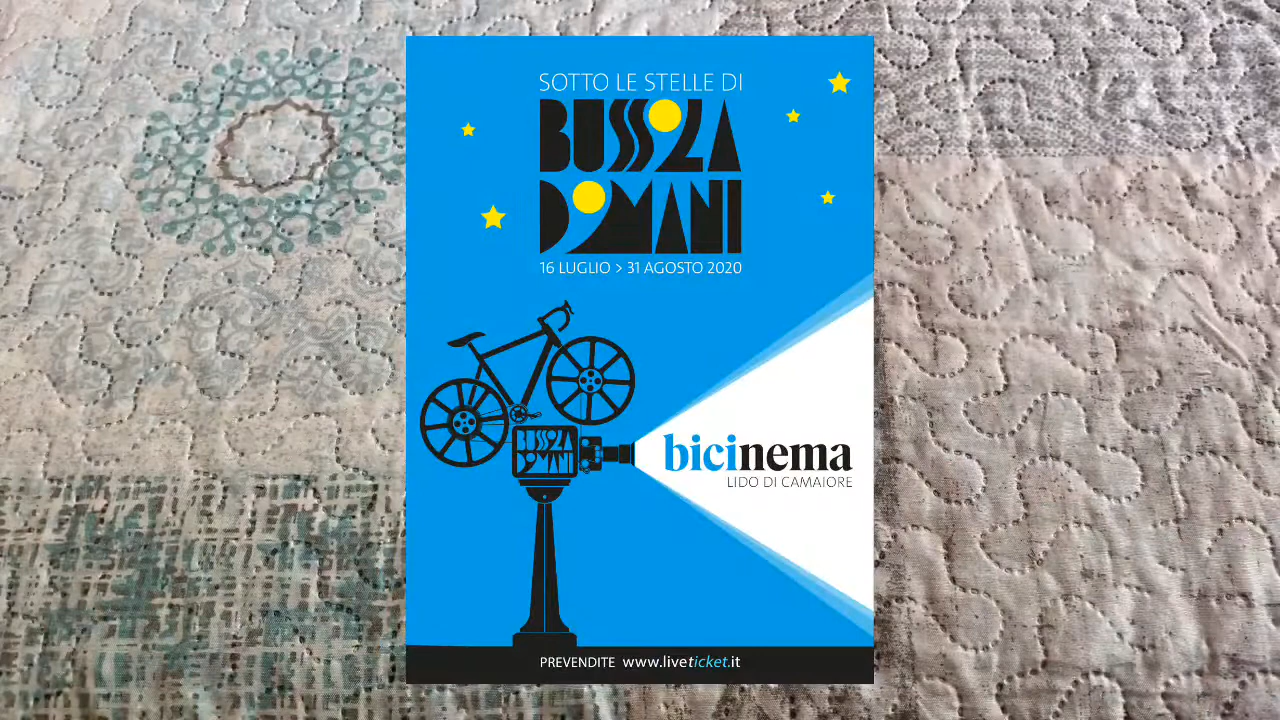 SOTTO LE STELLE DI
BUSSOLA
DOMANI
16 LUGLIO > 31 AGOSTO 2020
BUSSOLA
DOMANI
bicinema
LIDO DI CAMAIORE
PREVENDITE www.liveticket.it